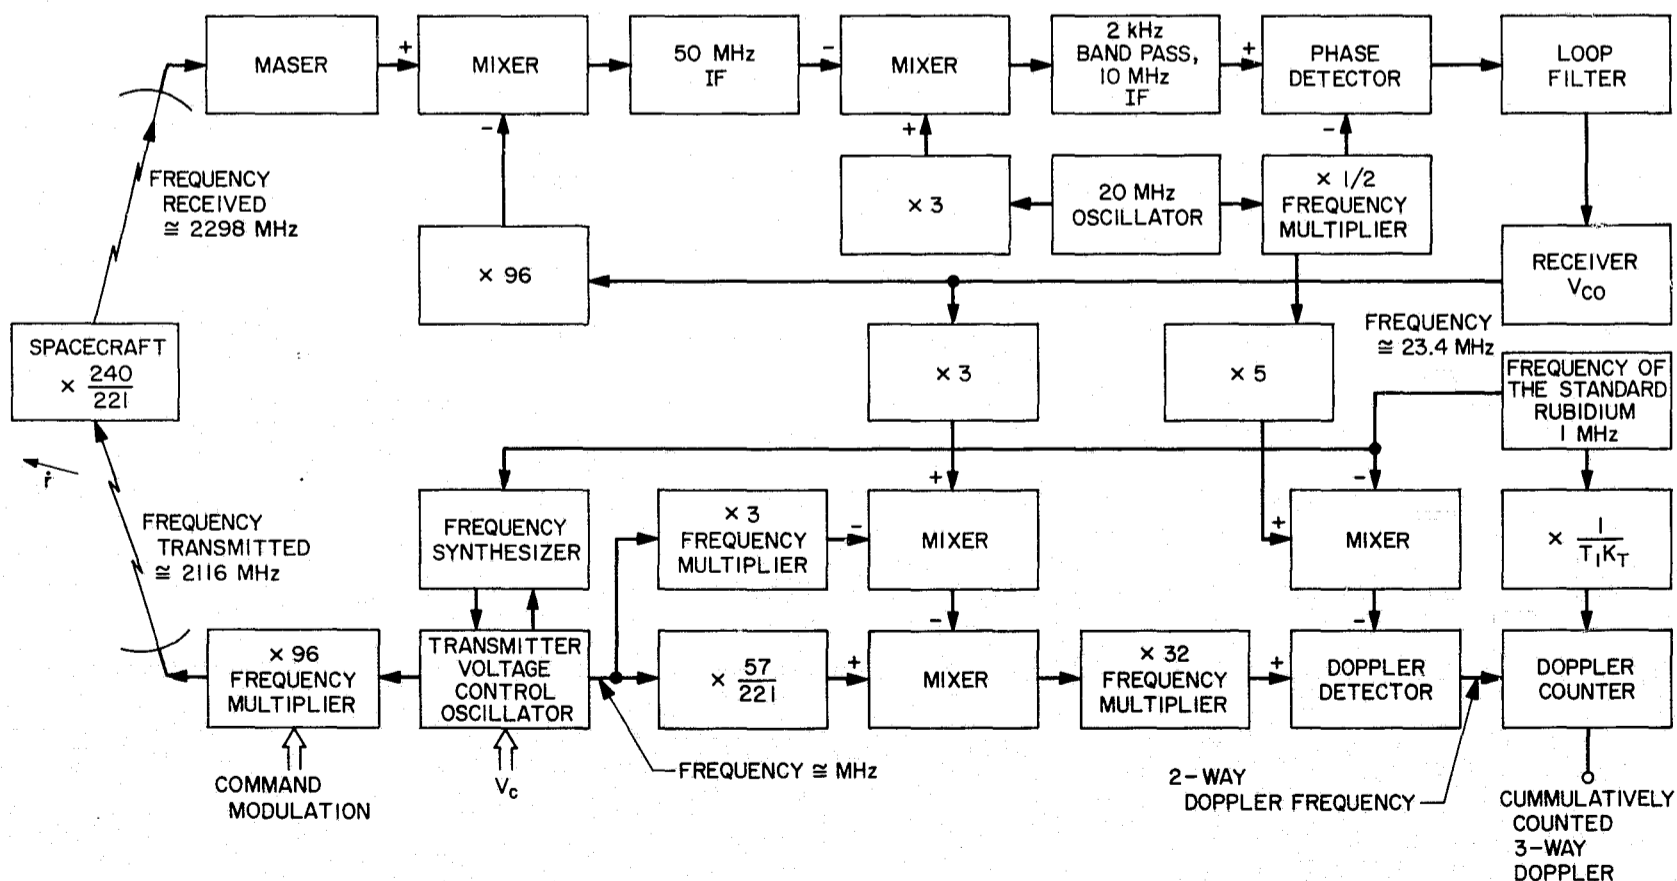 MASER
+
MIXER
-
50 MHz
IF
-
MIXER
+
2 kHz
BAND PASS,
10 MHz
IF
+
PHASE
DETECTOR
-
LOOP
FILTER
FREQUENCY
RECEIVED
≅ 2298 MHz
× 3
20 MHz
OSCILLATOR
× 1/2
FREQUENCY
MULTIPLIER
× 96
RECEIVER
VCO
SPACECRAFT
× 240/221
× 3
× 5
FREQUENCY
≅ 23.4 MHz
FREQUENCY OF
THE STANDARD
RUBIDIUM
1 MHz
ṙ
FREQUENCY
TRANSMITTED
≅ 2116 MHz
FREQUENCY
SYNTHESIZER
× 3
FREQUENCY
MULTIPLIER
-
+
MIXER
-
+
-
MIXER
-
× 1/T1KT
× 96
FREQUENCY
MULTIPLIER
TRANSMITTER
VOLTAGE
CONTROL
OSCILLATOR
× 57/221
+
MIXER
× 32
FREQUENCY
MULTIPLIER
+
DOPPLER
DETECTOR
DOPPLER
COUNTER
COMMAND
MODULATION
Vc
FREQUENCY ≅ MHz
2-WAY
DOPPLER FREQUENCY
CUMMULATIVELY
COUNTED
3-WAY
DOPPLER